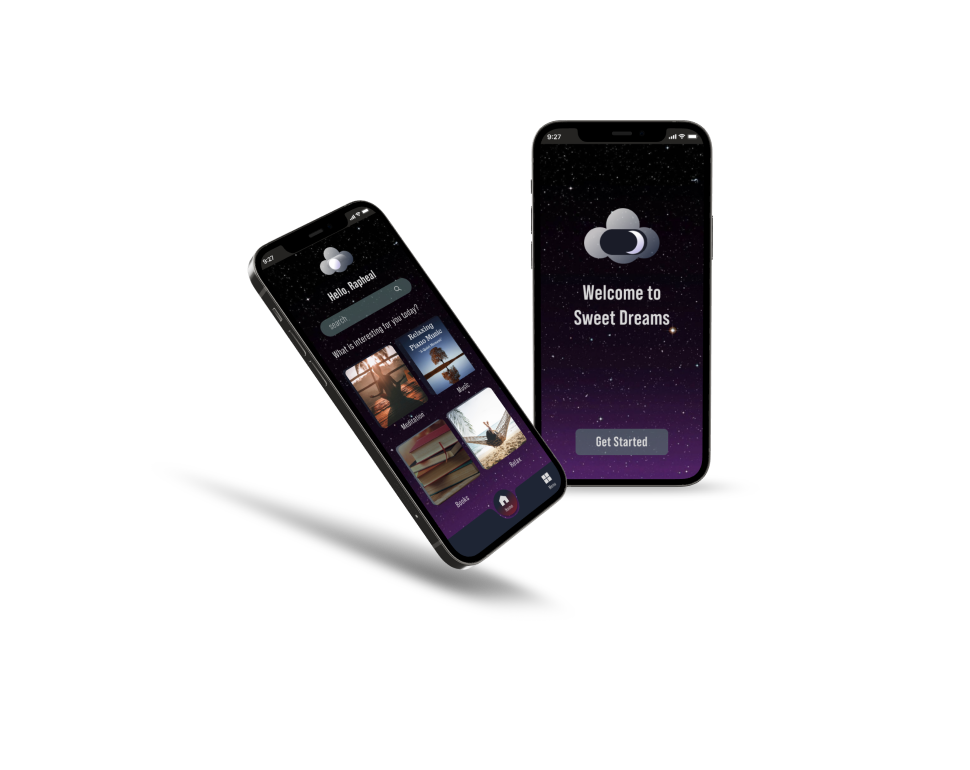 9:27
Hello, Rapheal
search
What is interesting for you today?
Relaxing
Piano Music
Meditation
Music
Books
Relax
Home
9:27
Welcome to
Sweet Dreams
Get Started